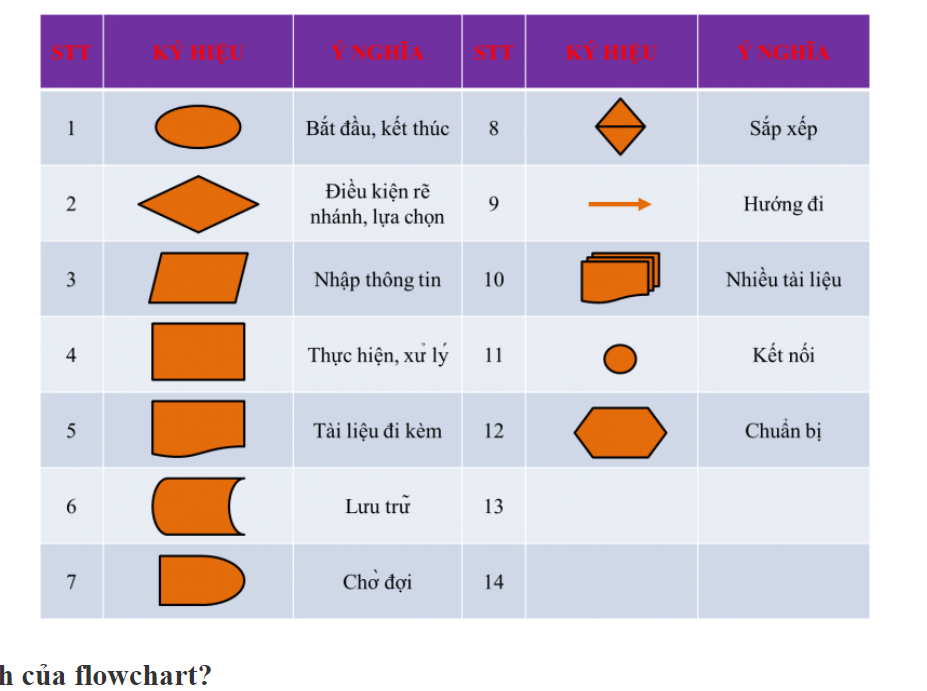 STT KÝ HIỆU Ý NGHĨA STT KÝ HIỆU Ý NGHĨA
1 Bắt đầu, kết thúc 8 Sắp xếp
2 Điều kiện rẽ nhánh, lựa chọn 9 Hướng đi
3 Nhập thông tin 10 Nhiều tài liệu
4 Thực hiện, xử lý 11 Kết nối
5 Tài liệu đi kèm 12 Chuẩn bị
6 Lưu trữ 13
7 Chờ đợi 14
h của flowchart?